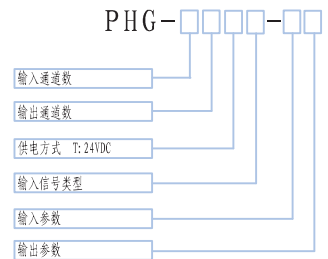 PHG-□□□□-□□
输入通道数
输出通道数
供电方式 T:24VDC
输入信号类型
输入参数
输出参数